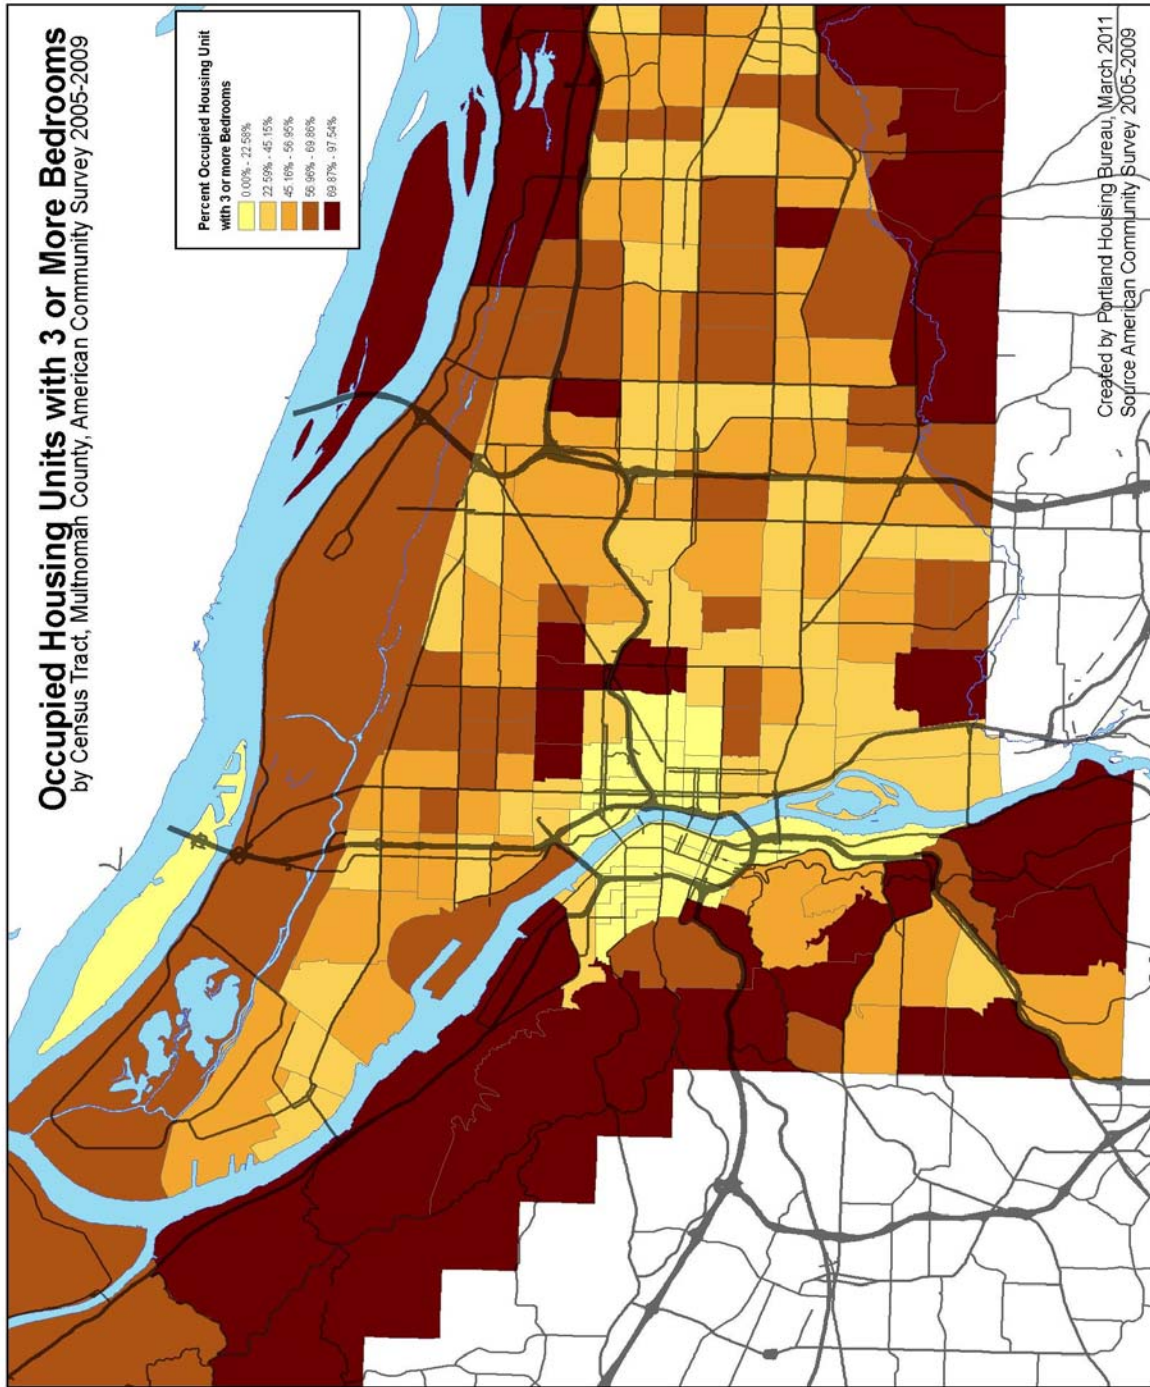 Occupied Housing Units with 3 or More Bedrooms
by Census Tract, Multnomah County, American Community Survey 2005-2009
Percent Occupied Housing Unit
with 3 or more Bedrooms
0.00% - 22.58%
22.59% - 45.15%
45.16% - 56.95%
56.96% - 69.86%
69.87% - 97.54%
Created by Portland Housing Bureau, March 2011
Source American Community Survey 2005-2009